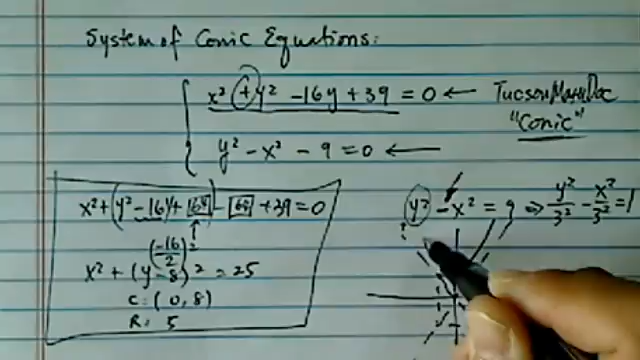 System of Conic Equations:
x² + y² - 16y + 39 = 0 ← TucsonMathDoc
"Conic"
y² - x² - 9 = 0 ←
x² + (y² - 16y + 64) - 64 + 39 = 0
y² - x² = 9 ⇒ y²/3² - x²/3² = 1
(-16/2)²
x² + (y - 8)² = 25
C: (0, 8)
R: 5